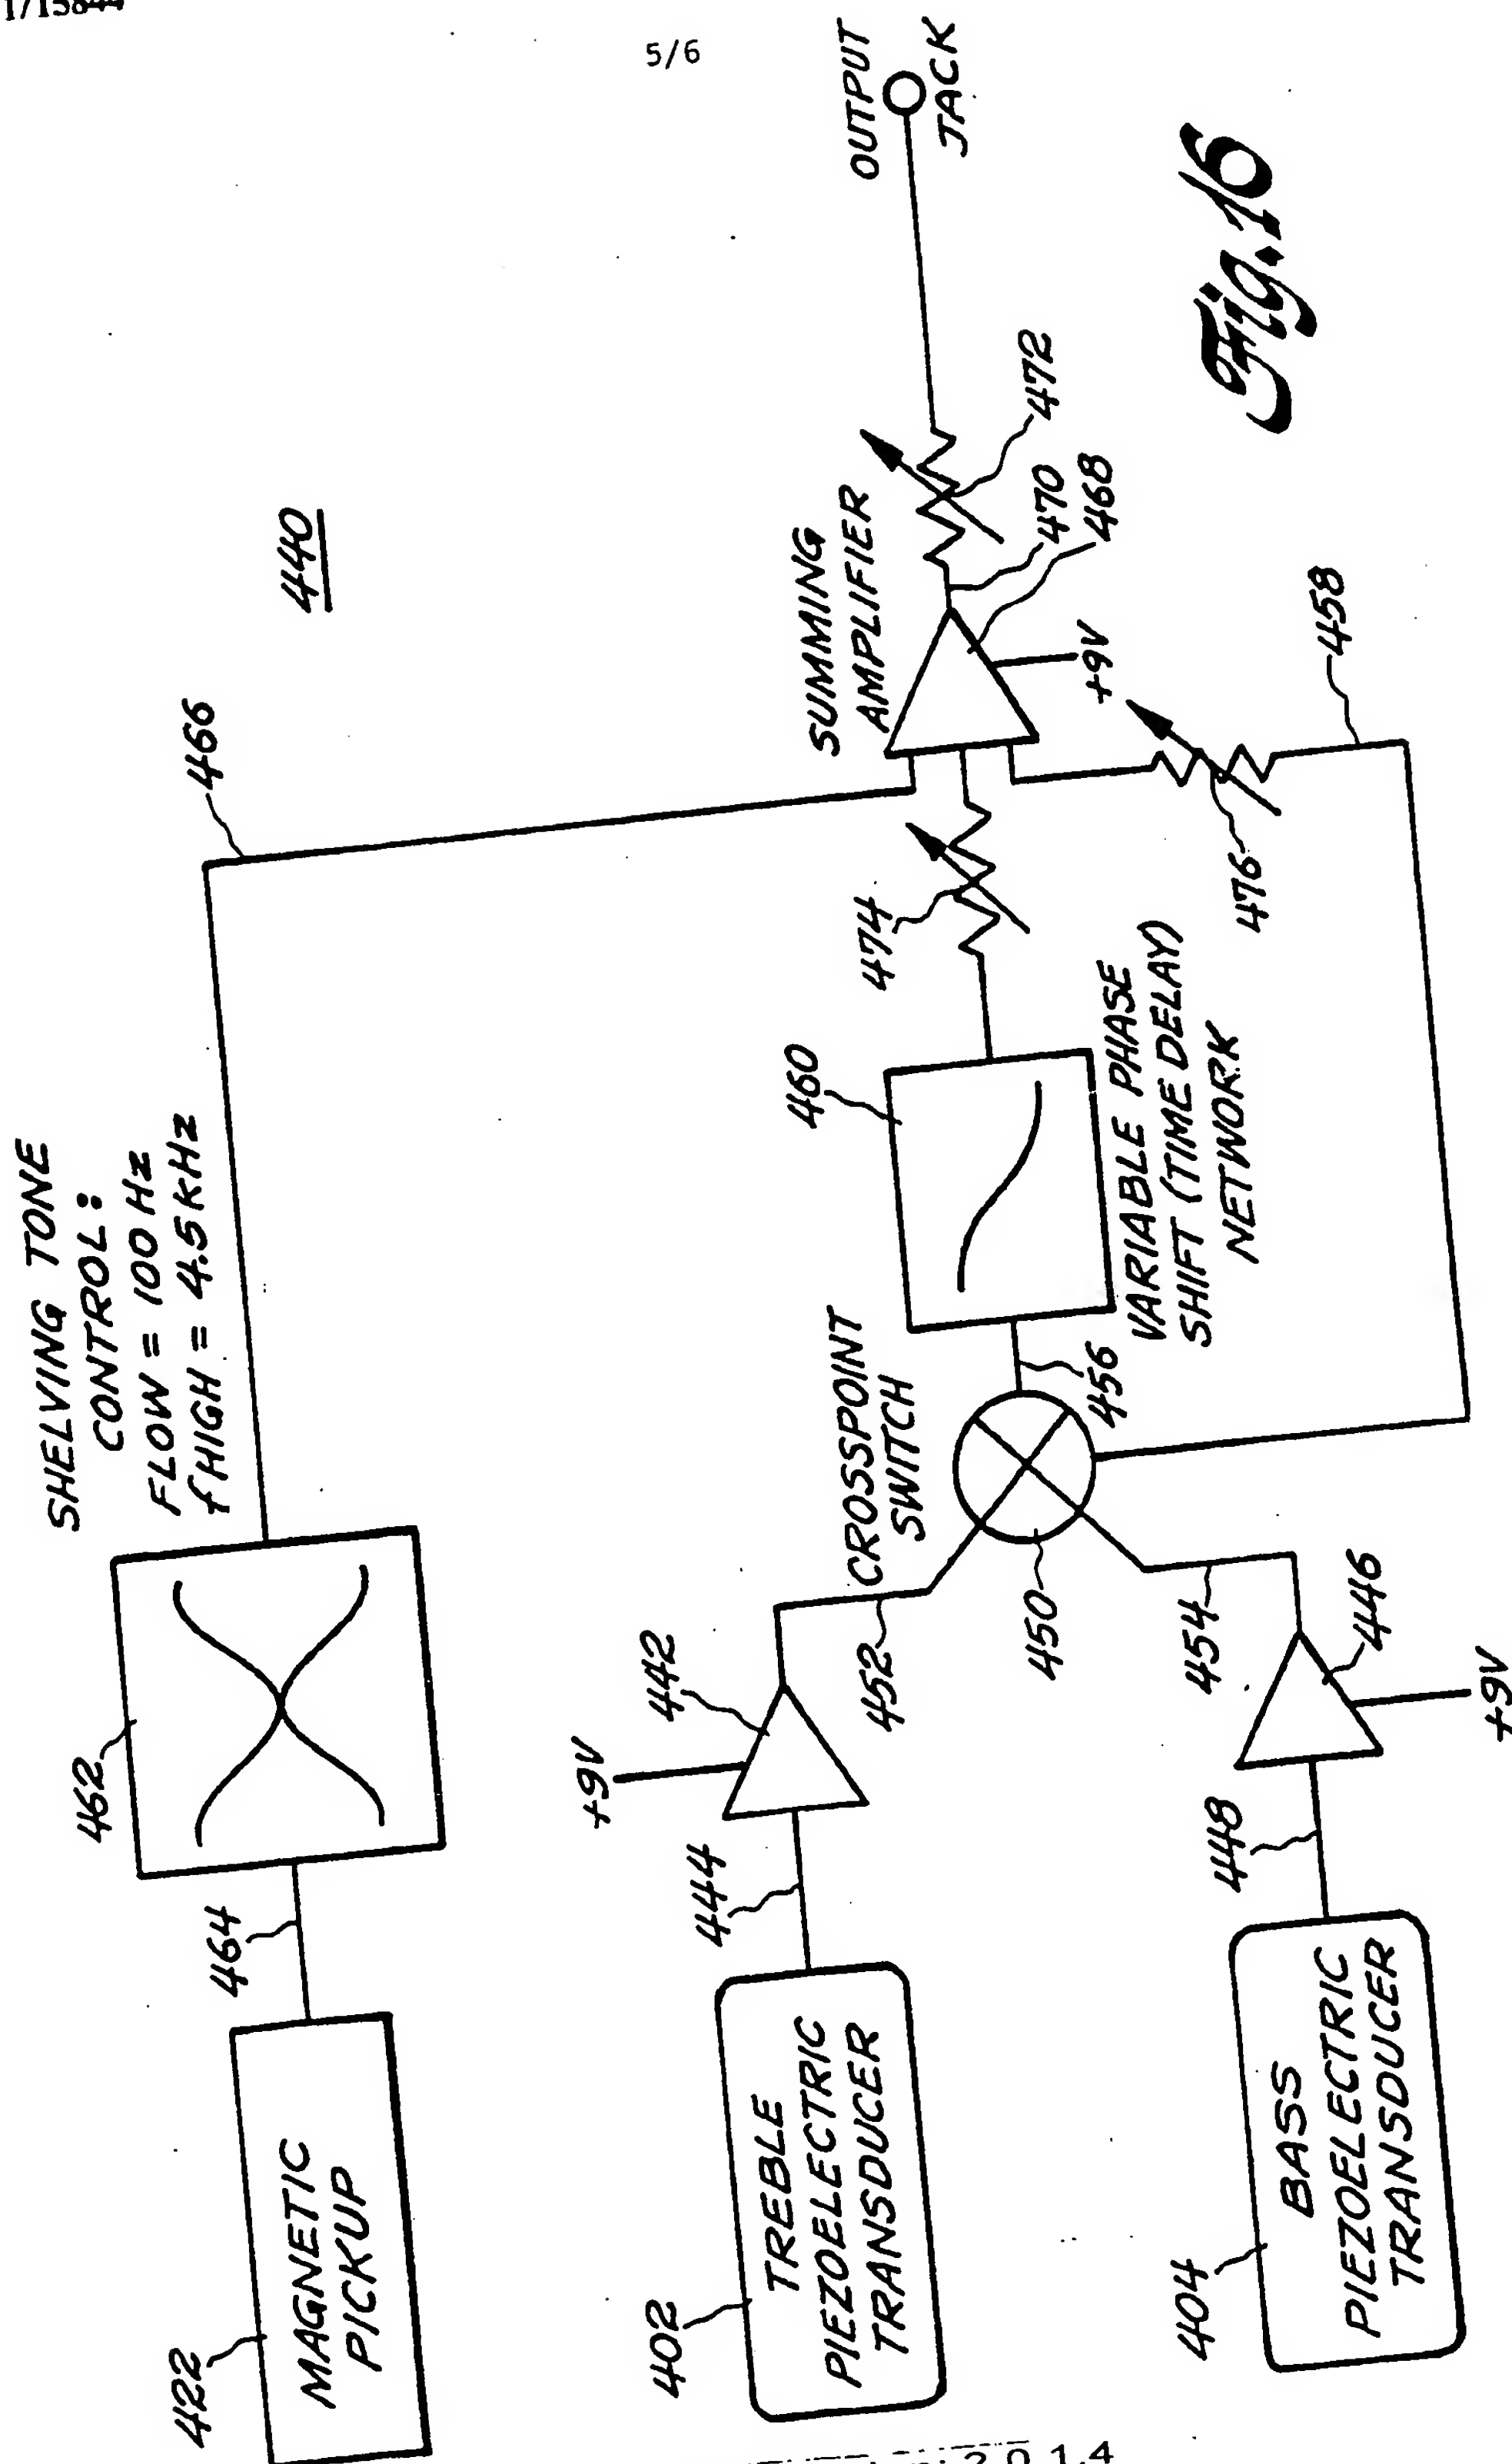 5/6
440
SHELVING TONE
CONTROL:
FLOW = 100 Hz
fHIGH = 4.5 KHz
422
MAGNETIC
PICKUP
464
462
466
402
TREBLE
PIEZOELECTRIC
TRANSDUCER
444
+9V
442
452
CROSSPOINT
SWITCH
450
456
460
VARIABLE PHASE
SHIFT (TIME DELAY)
NETWORK
474
SUMMING
AMPLIFIER
+9V
468
470
472
OUTPUT
JACK
404
BASS
PIEZOELECTRIC
TRANSDUCER
448
446
+9V
454
476
458
Fig.16